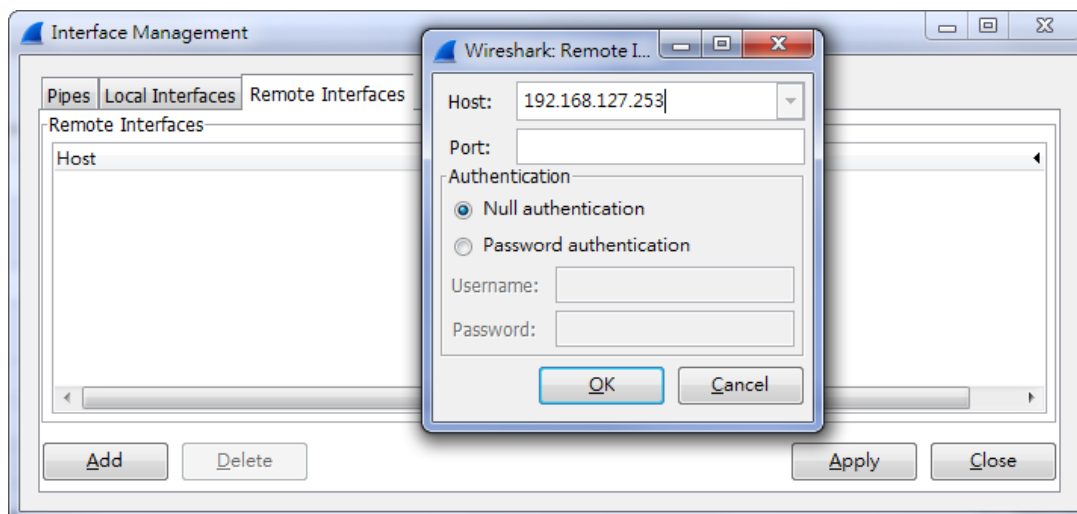 Interface Management
Pipes Local Interfaces Remote Interfaces
Remote Interfaces
Host
Add Delete Apply Close
Wireshark: Remote I...
Host: 192.168.127.253
Port:
Authentication
Null authentication
Password authentication
Username:
Password:
OK Cancel